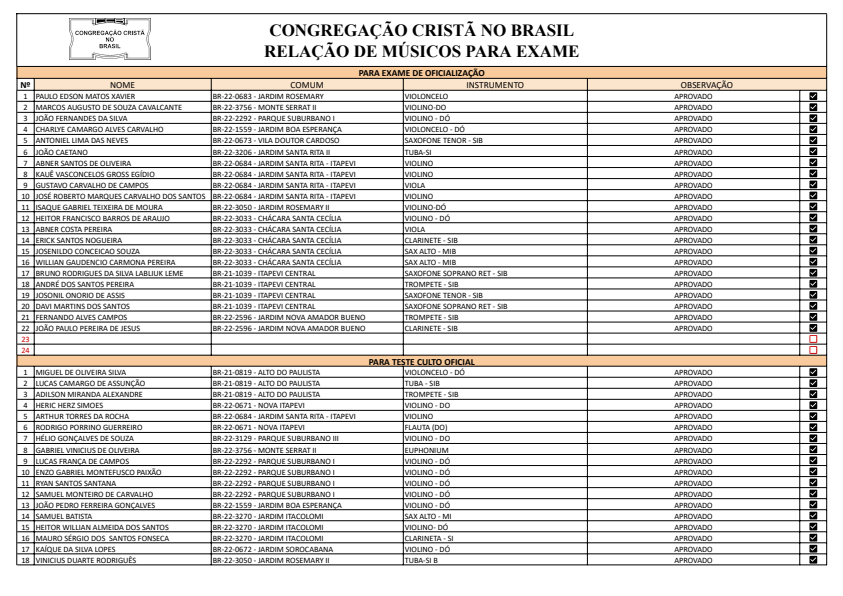 CONGREGAÇÃO CRISTÃ
NO
BRASIL
CONGREGAÇÃO CRISTÃ NO BRASIL
RELAÇÃO DE MÚSICOS PARA EXAME
PARA EXAME DE OFICIALIZAÇÃO
Nº NOME COMUM INSTRUMENTO OBSERVAÇÃO
1 PAULO EDSON MATOS XAVIER BR-22-0683 - JARDIM ROSEMARY VIOLONCELO APROVADO
2 MARCOS AUGUSTO DE SOUZA CAVALCANTE BR-22-3756 - MONTE SERRAT II VIOLINO-DO APROVADO
3 JOÃO FERNANDES DA SILVA BR-22-2292 - PARQUE SUBURBANO I VIOLINO - DÓ APROVADO
4 CHARLYE CAMARGO ALVES CARVALHO BR-22-1559 - JARDIM BOA ESPERANÇA VIOLONCELO - DÓ APROVADO
5 ANTONIEL LIMA DAS NEVES BR-22-0673 - VILA DOUTOR CARDOSO SAXOFONE TENOR - SIB APROVADO
6 JOÃO CAETANO BR-22-3206 - JARDIM SANTA RITA II TUBA-SI APROVADO
7 ABNER SANTOS DE OLIVEIRA BR-22-0684 - JARDIM SANTA RITA - ITAPEVI VIOLINO APROVADO
8 KAUÊ VASCONCELOS GROSS EGÍDIO BR-22-0684 - JARDIM SANTA RITA - ITAPEVI VIOLINO APROVADO
9 GUSTAVO CARVALHO DE CAMPOS BR-22-0684 - JARDIM SANTA RITA - ITAPEVI VIOLA APROVADO
10 JOSÉ ROBERTO MARQUES CARVALHO DOS SANTOS BR-22-0684 - JARDIM SANTA RITA - ITAPEVI VIOLINO APROVADO
11 ISAQUE GABRIEL TEIXEIRA DE MOURA BR-22-3050 - JARDIM ROSEMARY II VIOLINO-DÓ APROVADO
12 HEITOR FRANCISCO BARROS DE ARAUJO BR-22-3033 - CHÁCARA SANTA CECÍLIA VIOLINO - DÓ APROVADO
13 ABNER COSTA PEREIRA BR-22-3033 - CHÁCARA SANTA CECÍLIA VIOLA APROVADO
14 ERICK SANTOS NOGUEIRA BR-22-3033 - CHÁCARA SANTA CECÍLIA CLARINETE - SIB APROVADO
15 JOSENILDO CONCEICAO SOUZA BR-22-3033 - CHÁCARA SANTA CECÍLIA SAX ALTO - MIB APROVADO
16 WILLIAN GAUDENCIO CARMONA PEREIRA BR-22-3033 - CHÁCARA SANTA CECÍLIA SAX ALTO - MIB APROVADO
17 BRUNO RODRIGUES DA SILVA LABLIUK LEME BR-21-1039 - ITAPEVI CENTRAL SAXOFONE SOPRANO RET - SIB APROVADO
18 ANDRÉ DOS SANTOS PEREIRA BR-21-1039 - ITAPEVI CENTRAL TROMPETE - SIB APROVADO
19 JOSONIL ONORIO DE ASSIS BR-21-1039 - ITAPEVI CENTRAL SAXOFONE TENOR - SIB APROVADO
20 DAVI MARTINS DOS SANTOS BR-21-1039 - ITAPEVI CENTRAL SAXOFONE SOPRANO RET - SIB APROVADO
21 FERNANDO ALVES CAMPOS BR-22-2596 - JARDIM NOVA AMADOR BUENO TROMPETE - SIB APROVADO
22 JOÃO PAULO PEREIRA DE JESUS BR-22-2596 - JARDIM NOVA AMADOR BUENO CLARINETE - SIB APROVADO
23
24
PARA TESTE CULTO OFICIAL
1 MIGUEL DE OLIVEIRA SILVA BR-21-0819 - ALTO DO PAULISTA VIOLONCELO - DÓ APROVADO
2 LUCAS CAMARGO DE ASSUNÇÃO BR-21-0819 - ALTO DO PAULISTA TUBA - SIB APROVADO
3 ADILSON MIRANDA ALEXANDRE BR-21-0819 - ALTO DO PAULISTA TROMPETE - SIB APROVADO
4 HERIC HERZ SIMOES BR-22-0671 - NOVA ITAPEVI VIOLINO - DO APROVADO
5 ARTHUR TORRES DA ROCHA BR-22-0684 - JARDIM SANTA RITA - ITAPEVI VIOLINO APROVADO
6 RODRIGO PORRINO GUERREIRO BR-22-0671 - NOVA ITAPEVI FLAUTA (DO) APROVADO
7 HÉLIO GONÇALVES DE SOUZA BR-22-3129 - PARQUE SUBURBANO III VIOLINO - DO APROVADO
8 GABRIEL VINICIUS DE OLIVEIRA BR-22-3756 - MONTE SERRAT II EUPHONIUM APROVADO
9 LUCAS FRANÇA DE CAMPOS BR-22-2292 - PARQUE SUBURBANO I VIOLINO - DÓ APROVADO
10 ENZO GABRIEL MONTEFUSCO PAIXÃO BR-22-2292 - PARQUE SUBURBANO I VIOLINO - DÓ APROVADO
11 RYAN SANTOS SANTANA BR-22-2292 - PARQUE SUBURBANO I VIOLINO - DÓ APROVADO
12 SAMUEL MONTEIRO DE CARVALHO BR-22-2292 - PARQUE SUBURBANO I VIOLINO - DÓ APROVADO
13 JOÃO PEDRO FERREIRA GONÇALVES BR-22-1559 - JARDIM BOA ESPERANÇA VIOLINO - DÓ APROVADO
14 SAMUEL BATISTA BR-22-3270 - JARDIM ITACOLOMI SAX ALTO - MI APROVADO
15 HEITOR WILLIAN ALMEIDA DOS SANTOS BR-22-3270 - JARDIM ITACOLOMI VIOLINO- DÓ APROVADO
16 MAURO SÉRGIO DOS SANTOS FONSECA BR-22-3270 - JARDIM ITACOLOMI CLARINETA - SI APROVADO
17 KAÍQUE DA SILVA LOPES BR-22-0672 - JARDIM SOROCABANA VIOLINO - DÓ APROVADO
18 VINICIUS DUARTE RODRIGUÊS BR-22-3050 - JARDIM ROSEMARY II TUBA-SI B APROVADO